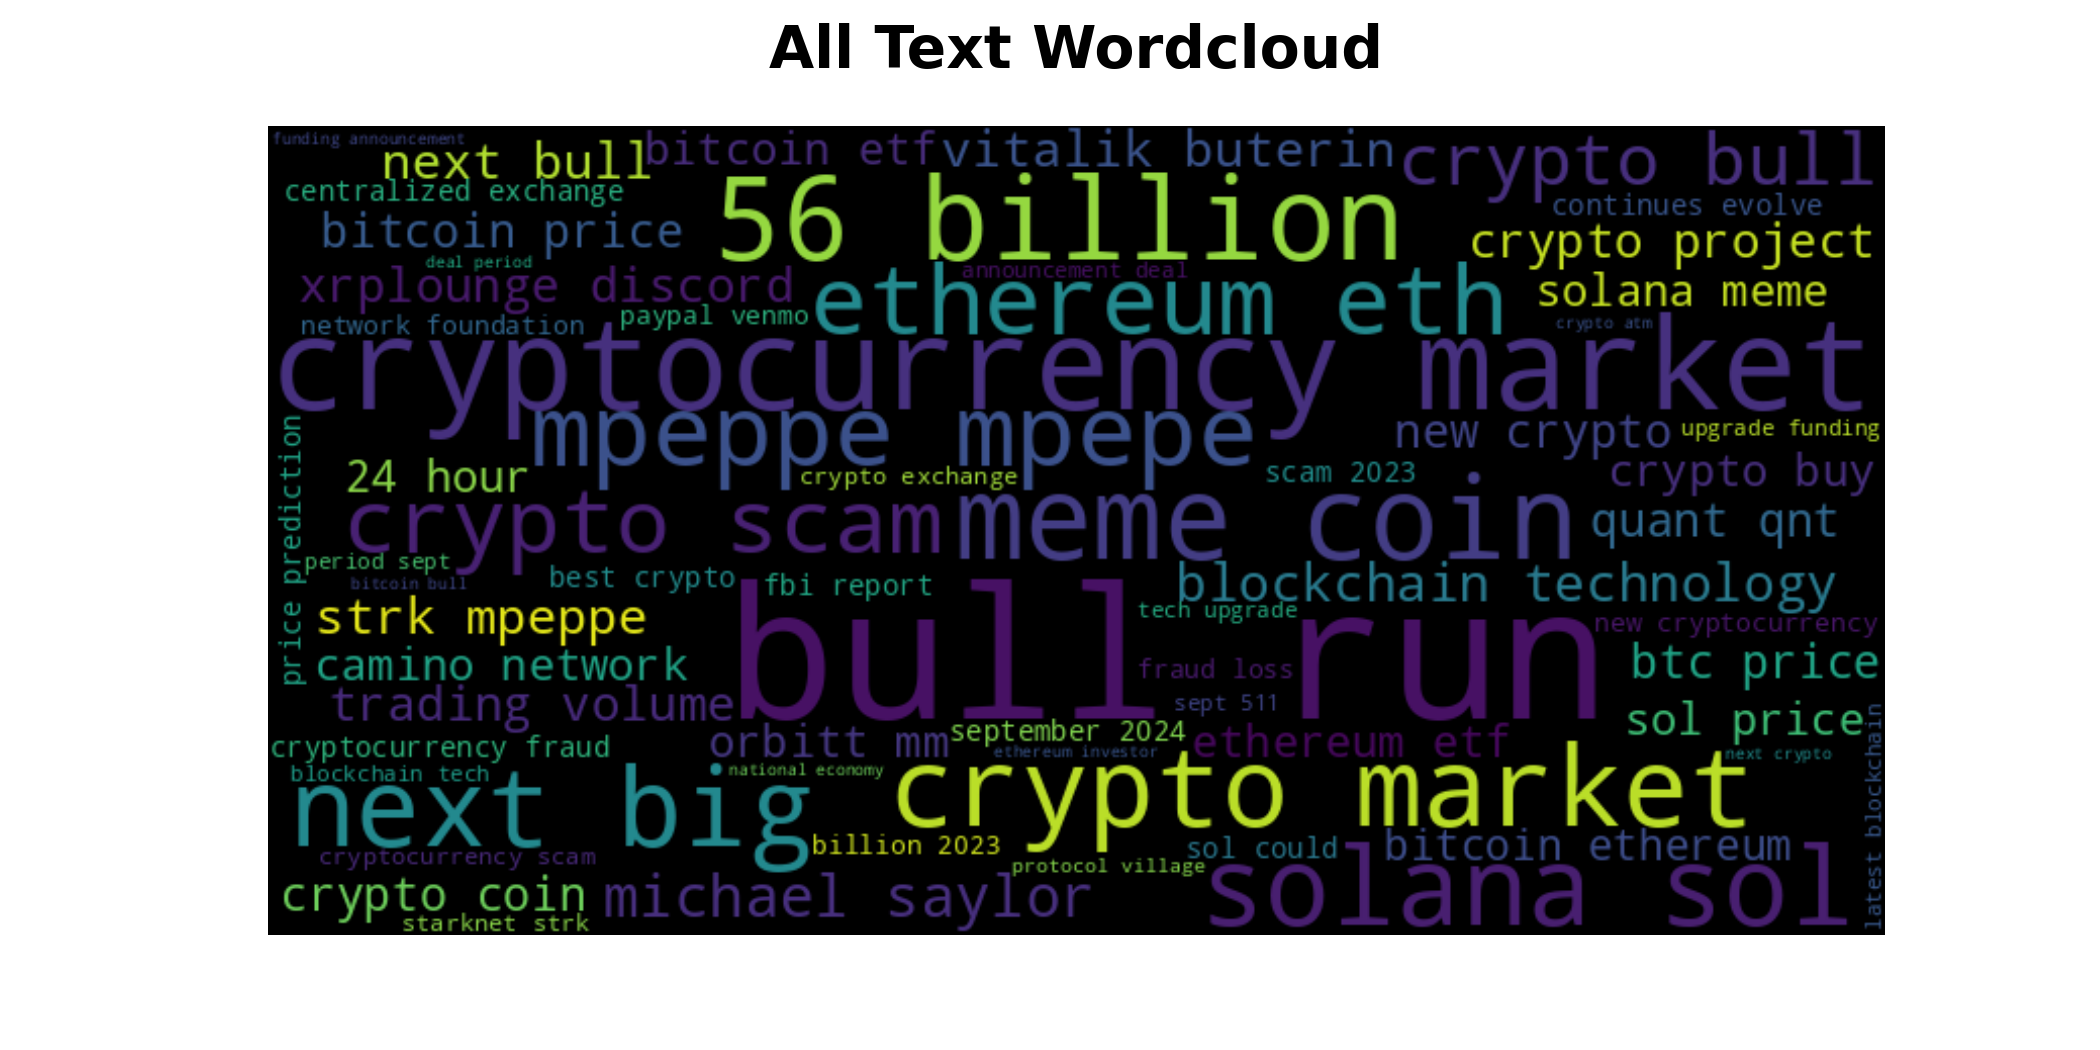 All Text Wordcloud
funding announcement
next bull
bitcoin etf
vitalik buterin
crypto bull
centralized exchange
56 billion
continues evolve
bitcoin price
crypto project
deal period
xrplounge discord
announcement deal
ethereum eth
solana meme
network foundation
paypal venmo
crypto atm
cryptocurrency market
price prediction
mpeppe mpepe
new crypto
upgrade funding
24 hour
crypto exchange
scam 2023
crypto buy
crypto scam
meme coin
quant qnt
period sept
bitcoin bull
best crypto
fbi report
blockchain technology
strk mpeppe
bull run
tech upgrade
new cryptocurrency
camino network
fraud loss
btc price
trading volume
sept 511
sol price
cryptocurrency fraud
orbitt mm
september 2024
ethereum investor
ethereum etf
next crypto
latest blockchain
blockchain tech
next big
national economy
crypto market
billion 2023
sol could
bitcoin ethereum
cryptocurrency scam
protocol village
crypto coin
michael saylor
solana sol
starknet strk